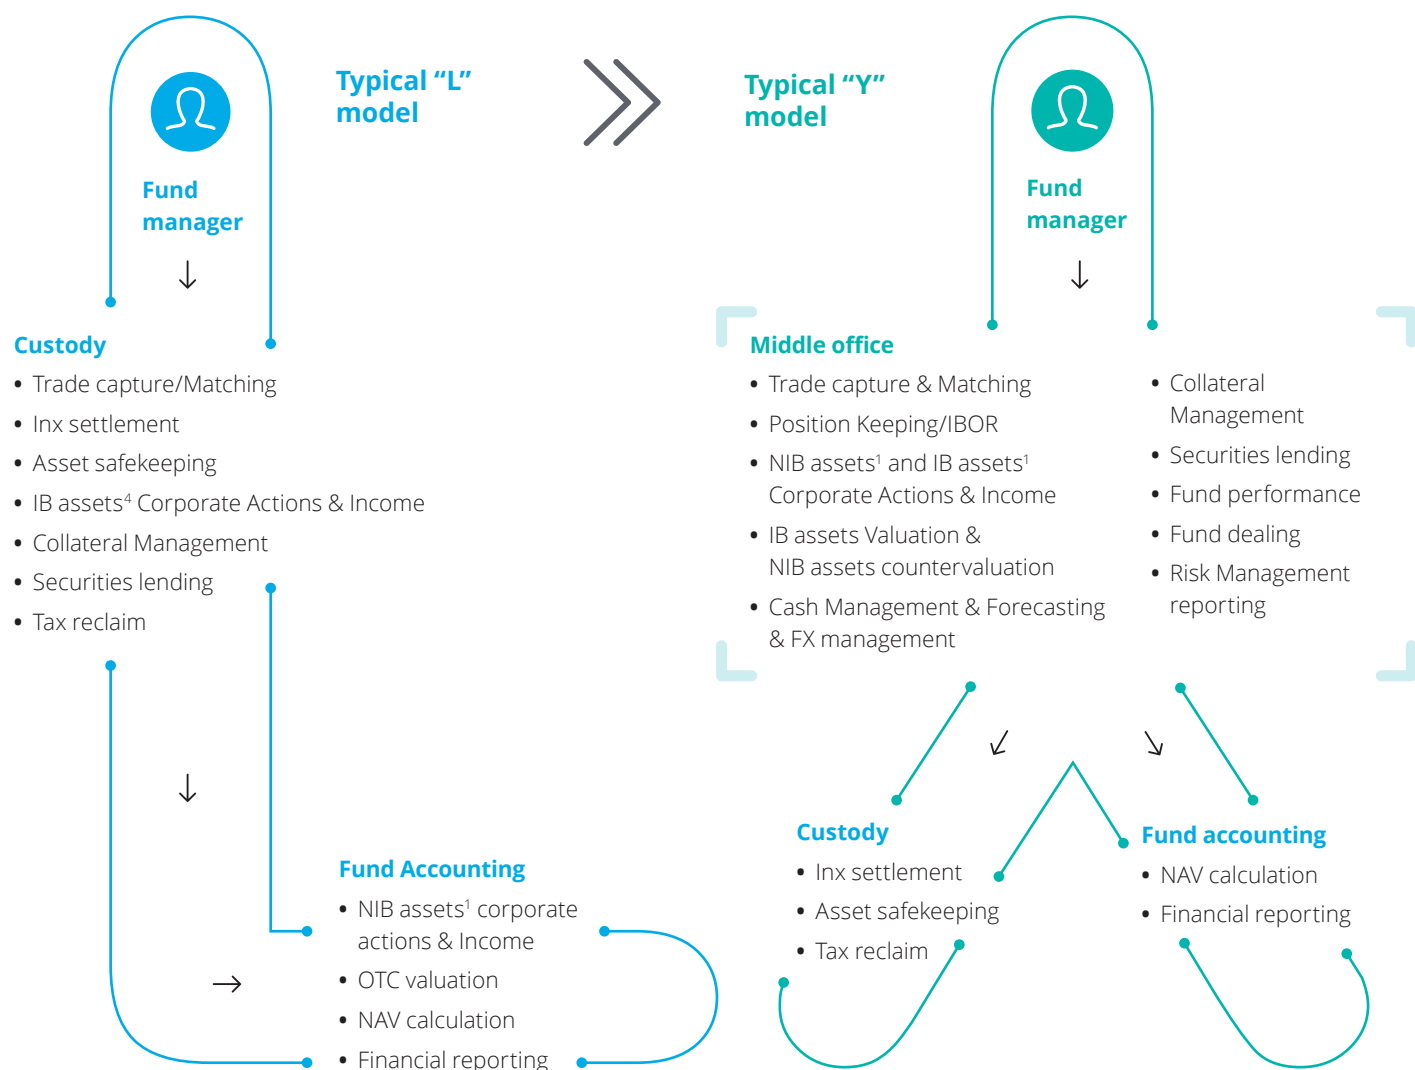 Typical “L”
model
Fund
manager
Custody
• Trade capture/Matching
• Inx settlement
• Asset safekeeping
• IB assets⁴ Corporate Actions & Income
• Collateral Management
• Securities lending
• Tax reclaim
Fund Accounting
• NIB assets¹ corporate
actions & Income
• OTC valuation
• NAV calculation
• Financial reporting
Typical “Y”
model
Fund
manager
Middle office
• Trade capture & Matching
• Position Keeping/IBOR
• NIB assets¹ and IB assets¹
Corporate Actions & Income
• IB assets Valuation &
NIB assets countervaluation
• Cash Management & Forecasting
& FX management
• Collateral
Management
• Securities lending
• Fund performance
• Fund dealing
• Risk Management
reporting
Custody
• Inx settlement
• Asset safekeeping
• Tax reclaim
Fund accounting
• NAV calculation
• Financial reporting